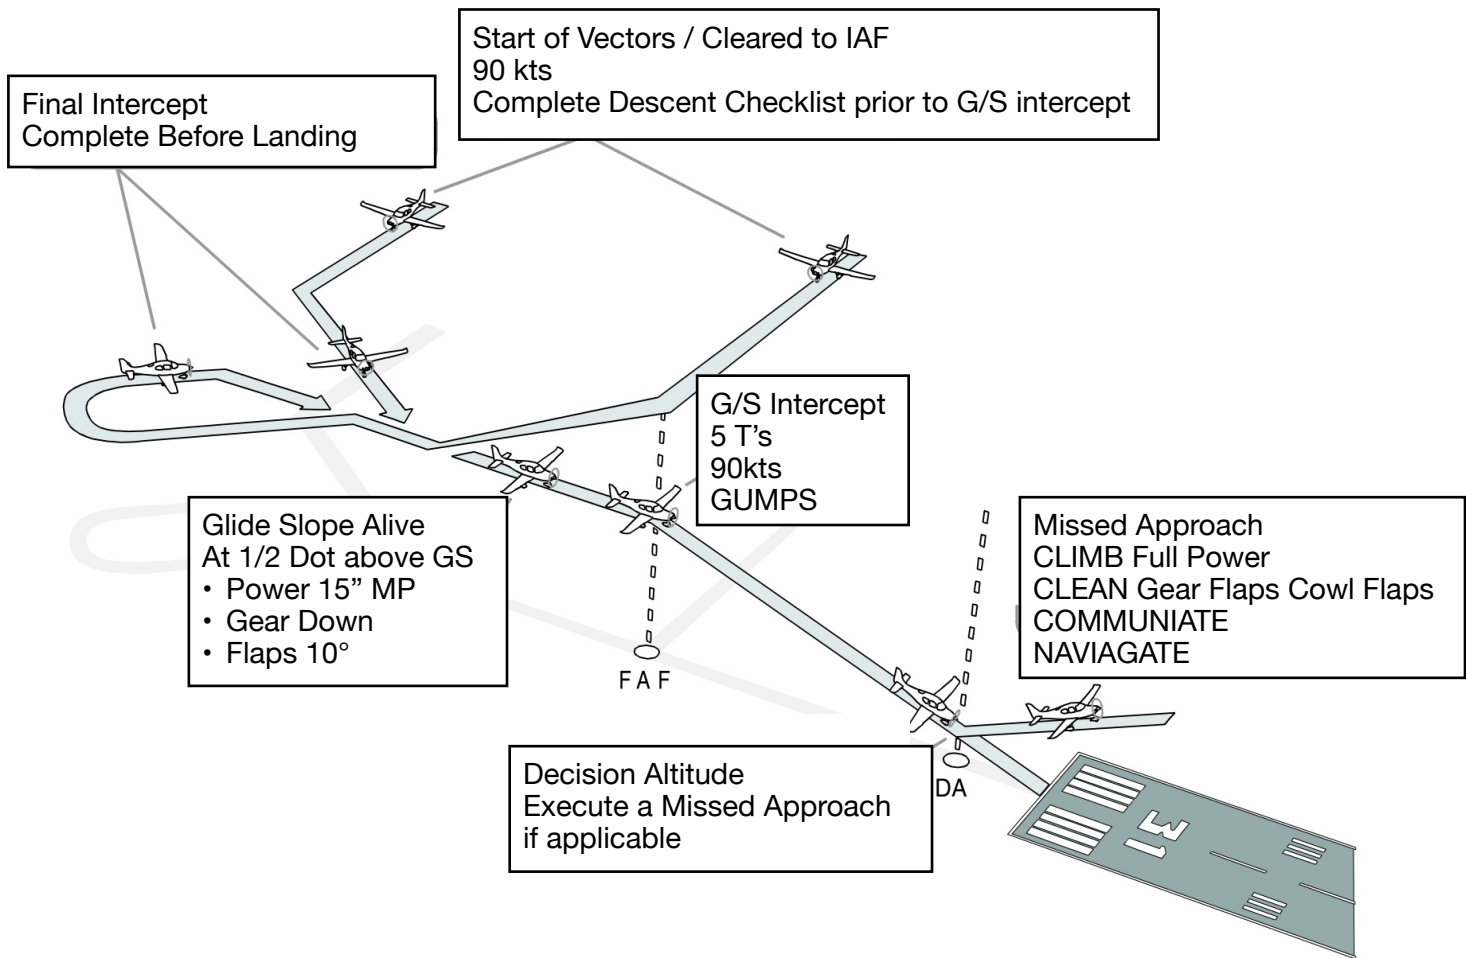 Start of Vectors / Cleared to IAF
90 kts
Complete Descent Checklist prior to G/S intercept
Final Intercept
Complete Before Landing
G/S Intercept
5 T’s
90kts
GUMPS
Glide Slope Alive
At 1/2 Dot above GS
• Power 15” MP
• Gear Down
• Flaps 10°
Missed Approach
CLIMB Full Power
CLEAN Gear Flaps Cowl Flaps
COMMUNIATE
NAVIAGATE
FAF
Decision Altitude
Execute a Missed Approach
if applicable
DA
31